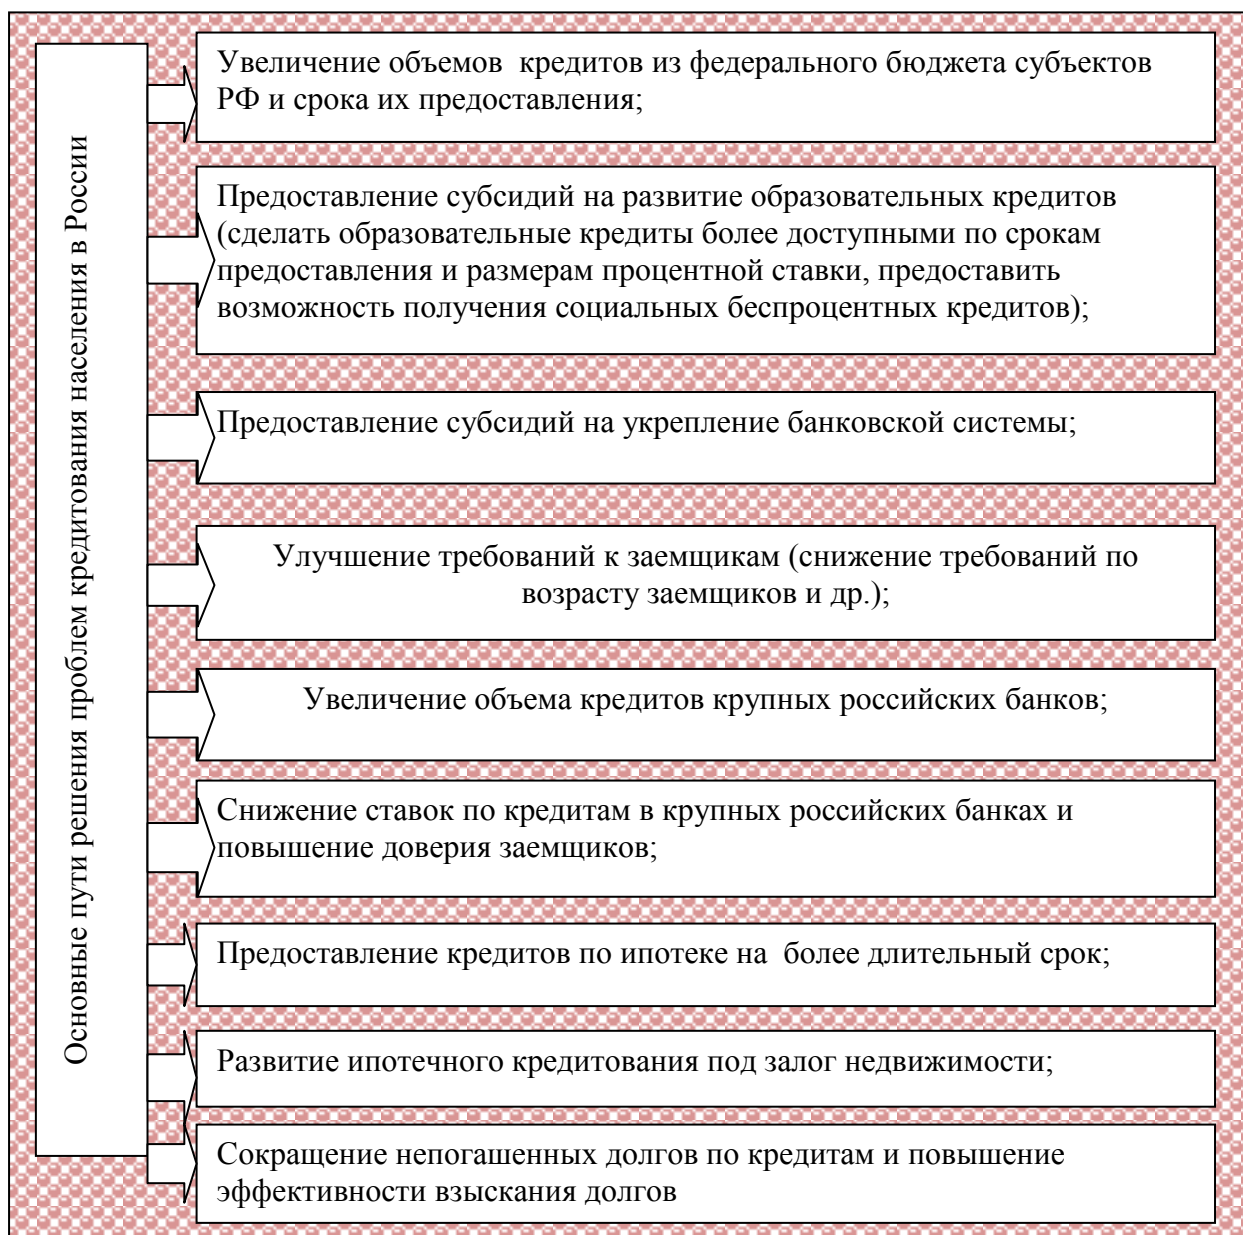 Основные пути решения проблем кредитования населения в России
Увеличение объемов кредитов из федерального бюджета субъектов
РФ и срока их предоставления;
Предоставление субсидий на развитие образовательных кредитов
(сделать образовательные кредиты более доступными по срокам
предоставления и размерам процентной ставки, предоставить
возможность получения социальных беспроцентных кредитов);
Предоставление субсидий на укрепление банковской системы;
Улучшение требований к заемщикам (снижение требований по
возрасту заемщиков и др.);
Увеличение объема кредитов крупных российских банков;
Снижение ставок по кредитам в крупных российских банках и
повышение доверия заемщиков;
Предоставление кредитов по ипотеке на более длительный срок;
Развитие ипотечного кредитования под залог недвижимости;
Сокращение непогашенных долгов по кредитам и повышение
эффективности взыскания долгов